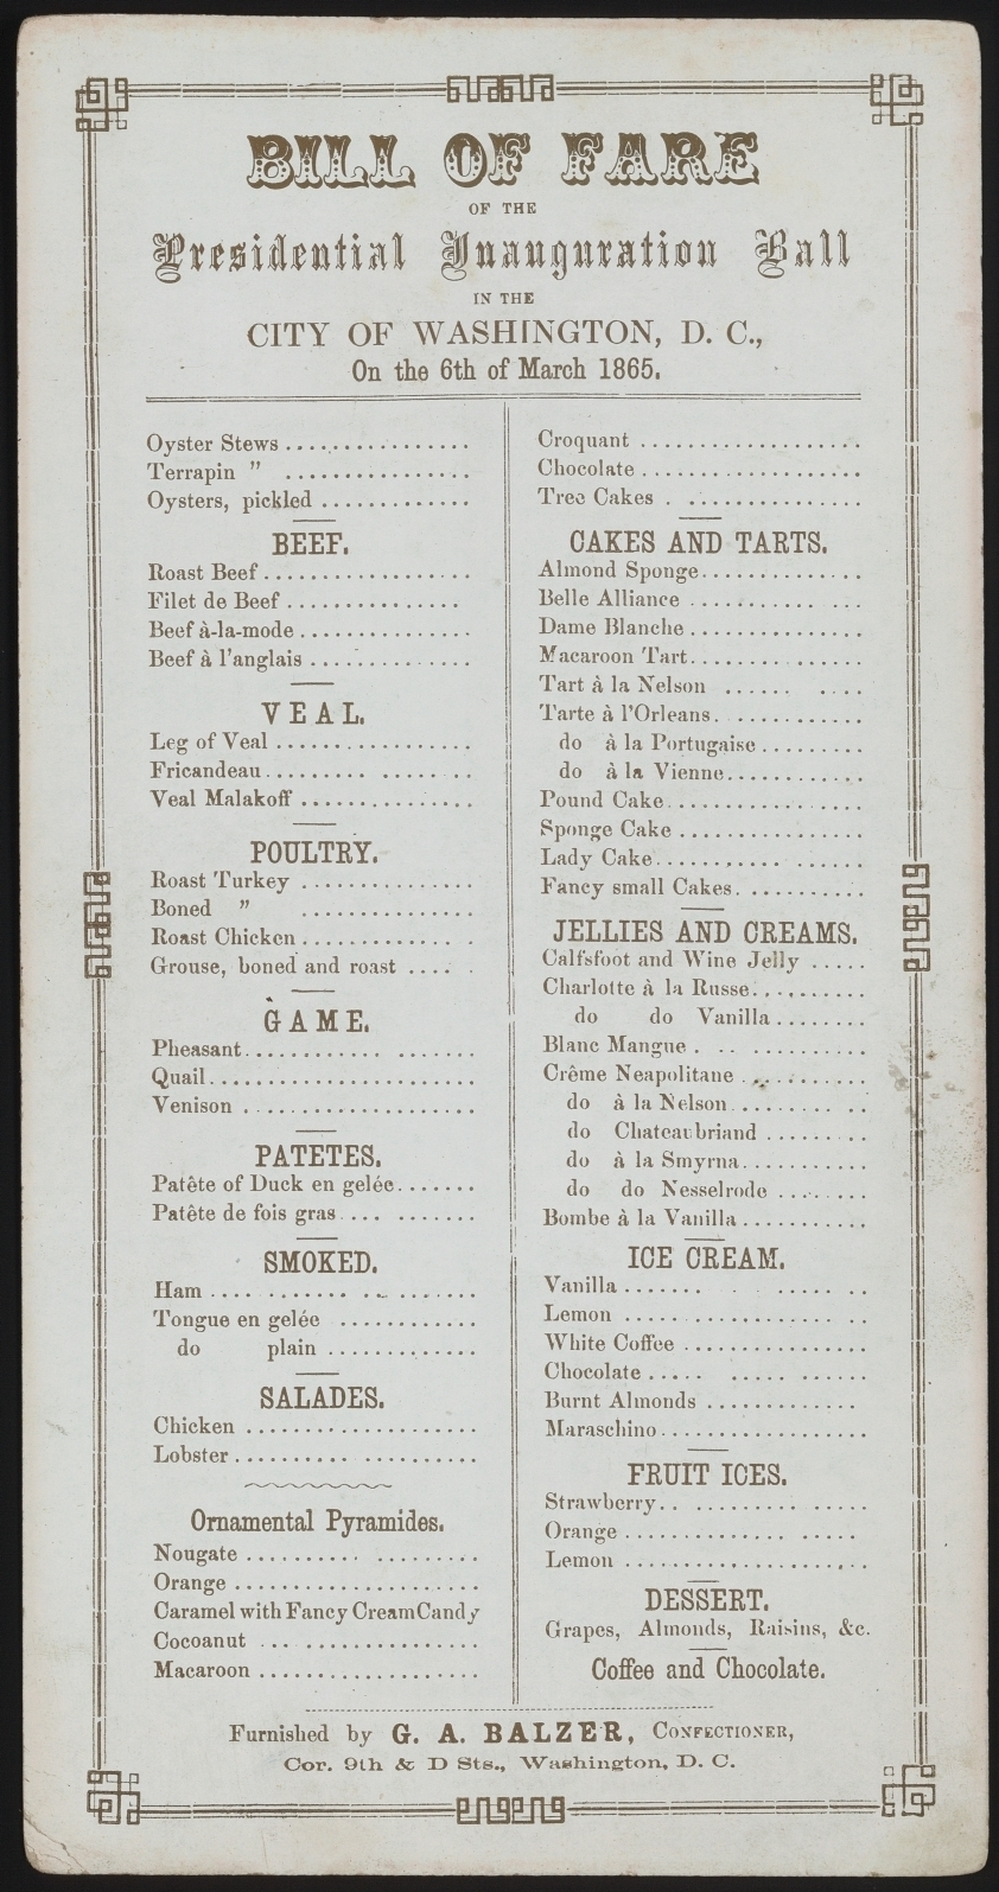 BILL OF FARE
OF THE
Presidential Inauguration Ball
IN THE
CITY OF WASHINGTON, D. C.,
On the 6th of March 1865.
Oyster Stews
Terrapin "
Oysters, pickled
BEEF.
Roast Beef
Filet de Beef
Beef à-la-mode
Beef à l'anglais
VEAL.
Leg of Veal
Fricandeau
Veal Malakoff
POULTRY.
Roast Turkey
Boned "
Roast Chicken
Grouse, boned and roast
GAME.
Pheasant
Quail
Venison
PATETES.
Patête of Duck en gelée
Patête de fois gras
SMOKED.
Ham
Tongue en gelée
do plain
SALADES.
Chicken
Lobster
Ornamental Pyramides.
Nougate
Orange
Caramel with Fancy Cream Candy
Cocoanut
Macaroon
Croquant
Chocolate
Tree Cakes
CAKES AND TARTS.
Almond Sponge
Belle Alliance
Dame Blanche
Macaroon Tart
Tart à la Nelson
Tarte à l'Orleans
do à la Portugaise
do à la Vienne
Pound Cake
Sponge Cake
Lady Cake
Fancy small Cakes
JELLIES AND CREAMS.
Calfsfoot and Wine Jelly
Charlotte à la Russe
do do Vanilla
Blanc Mangue
Crême Neapolitane
do à la Nelson
do Chateaubriand
do à la Smyrna
do do Nesselrode
Bombe à la Vanilla
ICE CREAM.
Vanilla
Lemon
White Coffee
Chocolate
Burnt Almonds
Maraschino
FRUIT ICES.
Strawberry
Orange
Lemon
DESSERT.
Grapes, Almonds, Raisins, &c.
Coffee and Chocolate.
Furnished by G. A. BALZER, CONFECTIONER,
Cor. 9th & D Sts., Washington, D. C.